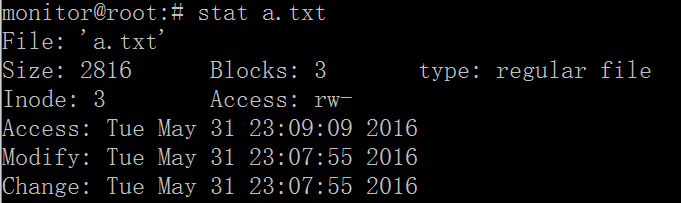 monitor@root:# stat a.txt
File: 'a.txt'
Size: 2816 Blocks: 3 type: regular file
Inode: 3 Access: rw-
Access: Tue May 31 23:09:09 2016
Modify: Tue May 31 23:07:55 2016
Change: Tue May 31 23:07:55 2016